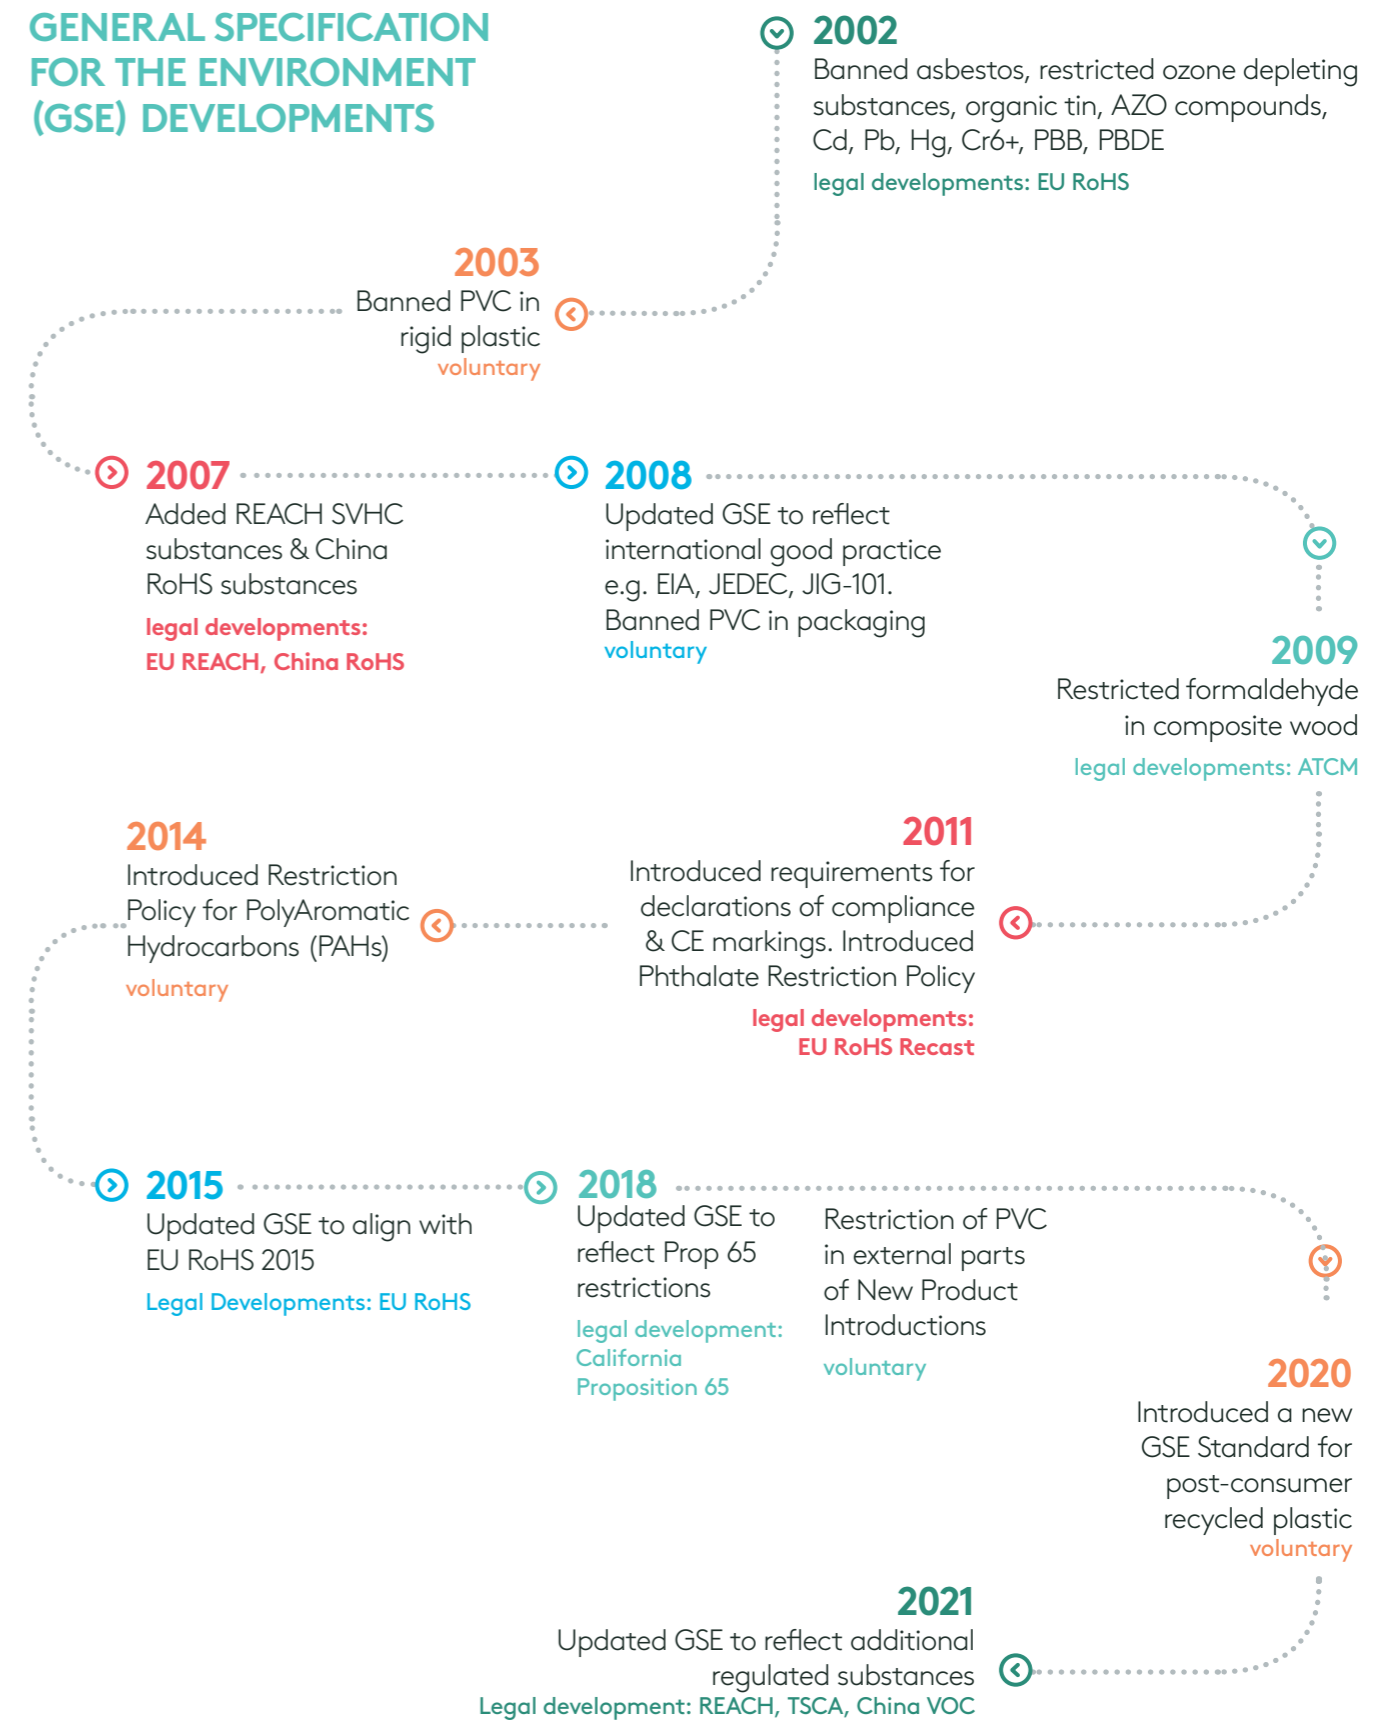 GENERAL SPECIFICATION
FOR THE ENVIRONMENT
(GSE) DEVELOPMENTS
2002
Banned asbestos, restricted ozone depleting
substances, organic tin, AZO compounds,
Cd, Pb, Hg, Cr6+, PBB, PBDE
legal developments: EU RoHS
2003
Banned PVC in
rigid plastic
voluntary
2007
Added REACH SVHC
substances & China
RoHS substances
legal developments:
EU REACH, China RoHS
2008
Updated GSE to reflect
international good practice
e.g. EIA, JEDEC, JIG-101.
Banned PVC in packaging
voluntary
2009
Restricted formaldehyde
in composite wood
legal developments: ATCM
2011
Introduced requirements for
declarations of compliance
& CE markings. Introduced
Phthalate Restriction Policy
legal developments:
EU RoHS Recast
2014
Introduced Restriction
Policy for PolyAromatic
Hydrocarbons (PAHs)
voluntary
2015
Updated GSE to align with
EU RoHS 2015
Legal Developments: EU RoHS
2018
Updated GSE to
reflect Prop 65
restrictions
legal development:
California
Proposition 65
Restriction of PVC
in external parts
of New Product
Introductions
voluntary
2020
Introduced a new
GSE Standard for
post-consumer
recycled plastic
voluntary
2021
Updated GSE to reflect additional
regulated substances
Legal development: REACH, TSCA, China VOC